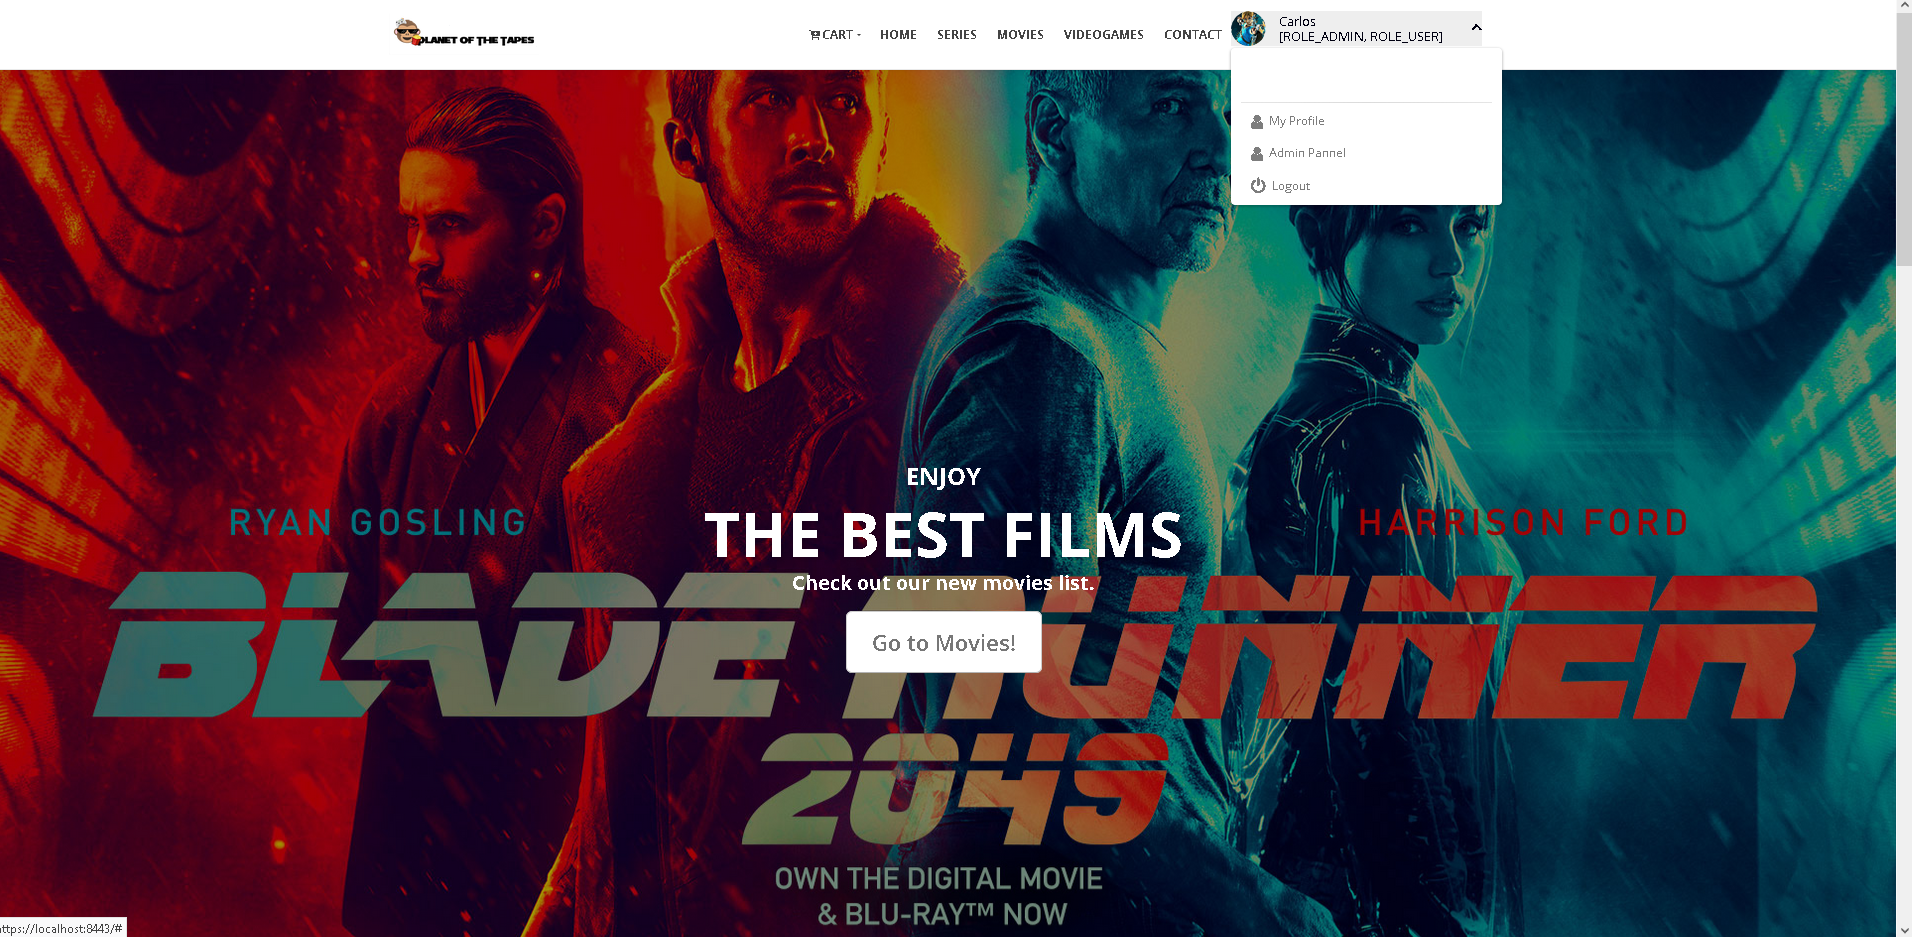 PLANET OF THE TAPES
CART
HOME
SERIES
MOVIES
VIDEOGAMES
CONTACT
Carlos
[ROLE_ADMIN, ROLE_USER]
My Profile
Admin Pannel
Logout
ENJOY
THE BEST FILMS
Check out our new movies list.
Go to Movies!
RYAN GOSLING
HARRISON FORD
BLADE RUNNER
2049
OWN THE DIGITAL MOVIE
& BLU-RAY™ NOW
https://localhost:8443/#